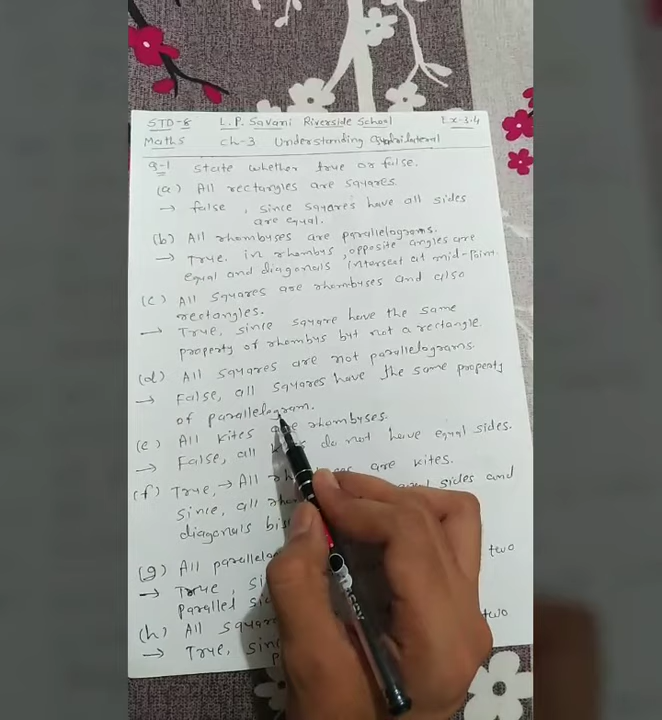 STD-8 L. P. Savani Riverside School Ex-3.4
Maths Ch-3 Understanding Quadrilateral
Q-1 State whether true or false.
(a) All rectangles are squares.
→ false, since squares have all sides
are equal.
(b) All rhombuses are parallelograms.
→ True. in rhombus, opposite angles are
equal and diagonals intersect at mid-point.
(c) All squares are rhombuses and also
rectangles.
→ True, since square have the same
property of rhombus but not a rectangle.
(d) All squares are not parallelograms.
→ False, all squares have the same property
of parallelogram.
(e) All kites are rhombuses.
→ False, all do not have equal sides.
(f) True, → All are kites.
Since, all sides and
diagonals
(g) All two
→ True,
parallel
(h) All two
→ True,